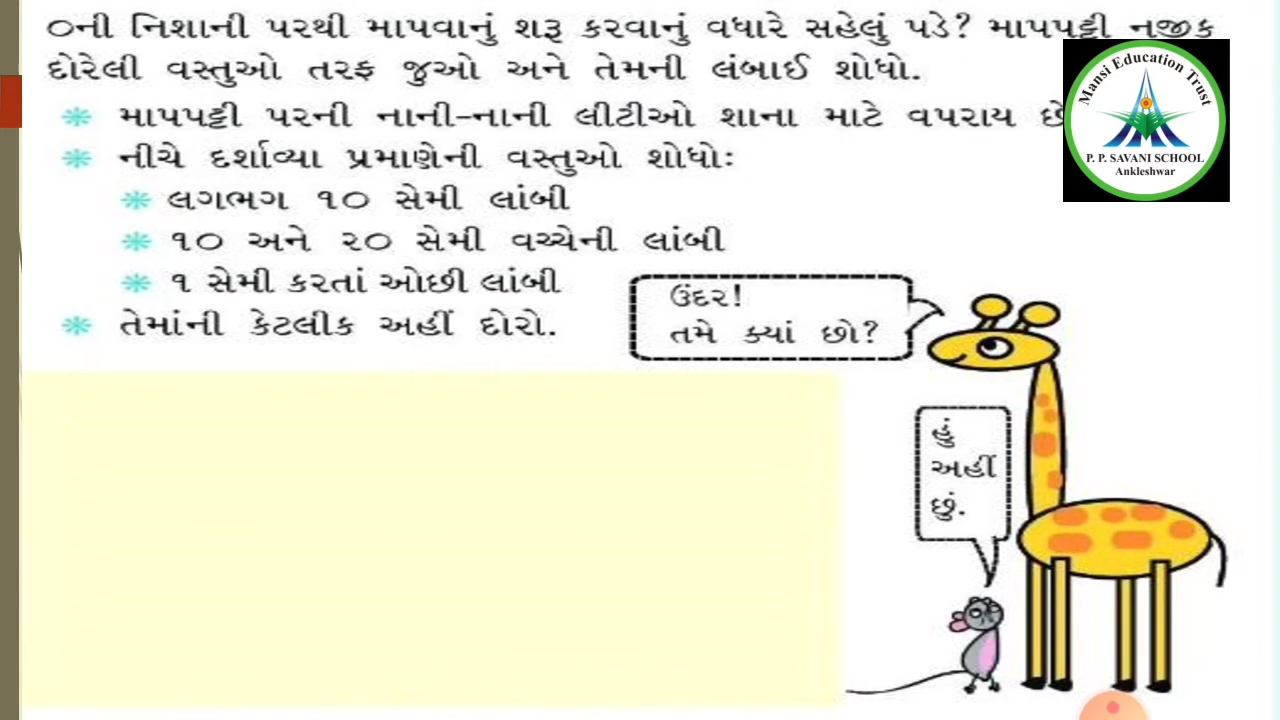 ૦ની નિશાની પરથી માપવાનું શરૂ કરવાનું વધારે સહેલું પડે? માપપટ્ટી નજીક
દોરેલી વસ્તુઓ તરફ જુઓ અને તેમની લંબાઈ શોધો.
માપપટ્ટી પરની નાની-નાની લીટીઓ શાના માટે વપરાય છે
નીચે દર્શાવ્યા પ્રમાણેની વસ્તુઓ શોધોઃ
લગભગ ૧૦ સેમી લાંબી
૧૦ અને ૨૦ સેમી વચ્ચેની લાંબી
૧ સેમી કરતાં ઓછી લાંબી
તેમાંની કેટલીક અહીં દોરો.
ઉંદર!
તમે ક્યાં છો?
હું
અહીં
છું.
Mansi Education Trust
P. P. SAVANI SCHOOL
Ankleshwar